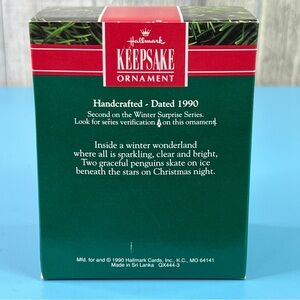 Hallmark
KEEPSAKE
ORNAMENT
Handcrafted - Dated 1990
Second on the Winter Surprise Series.
Look for series verification on this ornament.
Inside a winter wonderland
where all is sparkling, clear and bright,
Two graceful penguins skate on ice
beneath the stars on Christmas night.
Mfd. for and © 1990 Hallmark Cards, Inc., K.C., MO 64141
Made in Sri Lanka QX444-3